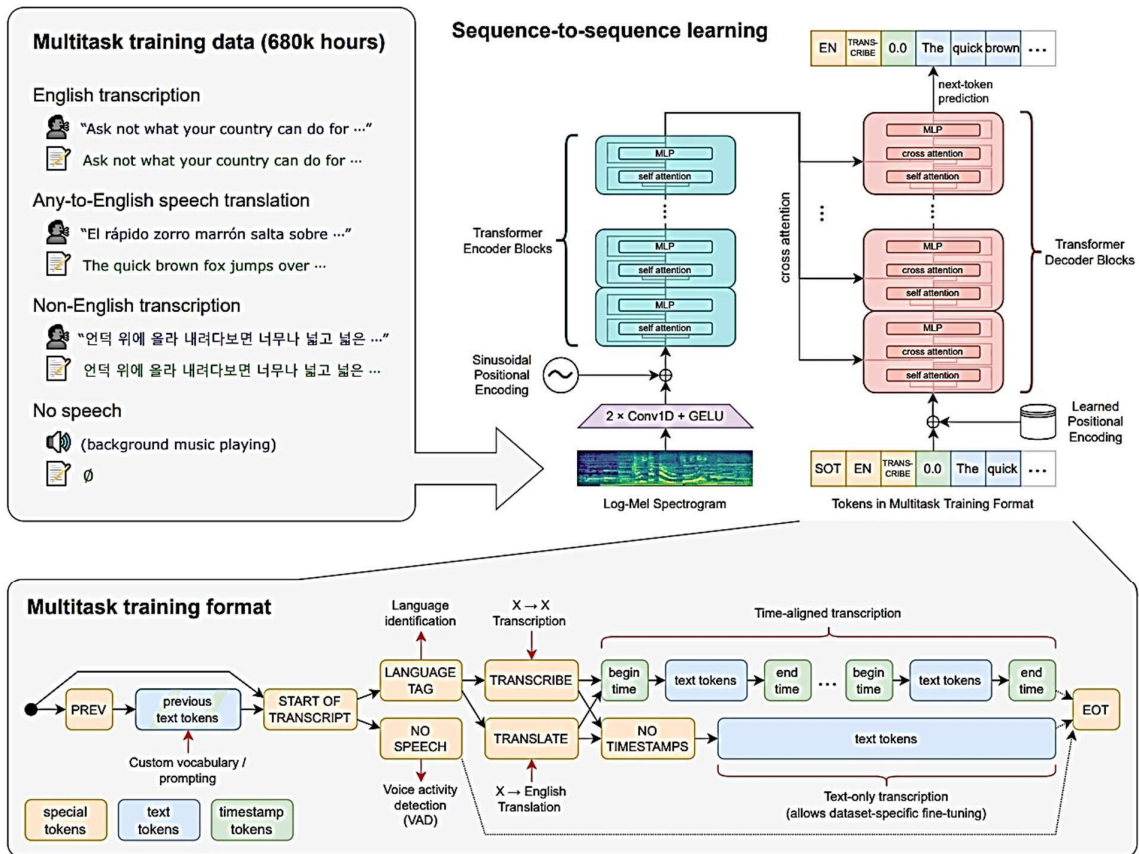 Multitask training data (680k hours)
English transcription
“Ask not what your country can do for ⋯”
Ask not what your country can do for ⋯
Any-to-English speech translation
“El rápido zorro marrón salta sobre ⋯”
The quick brown fox jumps over ⋯
Non-English transcription
“언덕 위에 올라 내려다보면 너무나 넓고 넓은 ⋯”
언덕 위에 올라 내려다보면 너무나 넓고 넓은 ⋯
No speech
(background music playing)
∅
Sequence-to-sequence learning
EN
TRANS-
CRIBE
0.0
The
quick
brown
⋯
next-token
prediction
Transformer
Encoder Blocks
MLP
self attention
⋯
MLP
self attention
MLP
self attention
Sinusoidal
Positional
Encoding
2 × Conv1D + GELU
Log-Mel Spectrogram
cross attention
⋯
MLP
cross attention
self attention
⋯
MLP
cross attention
self attention
MLP
cross attention
self attention
Transformer
Decoder Blocks
Learned
Positional
Encoding
SOT
EN
TRANS-
CRIBE
0.0
The
quick
⋯
Tokens in Multitask Training Format
Multitask training format
PREV
previous
text tokens
Custom vocabulary /
prompting
START OF
TRANSCRIPT
Language
identification
LANGUAGE
TAG
NO
SPEECH
Voice activity
detection
(VAD)
X → X
Transcription
TRANSCRIBE
TRANSLATE
X → English
Translation
Time-aligned transcription
begin
time
text tokens
end
time
⋯
begin
time
text tokens
end
time
NO
TIMESTAMPS
text tokens
Text-only transcription
(allows dataset-specific fine-tuning)
EOT
special
tokens
text
tokens
timestamp
tokens